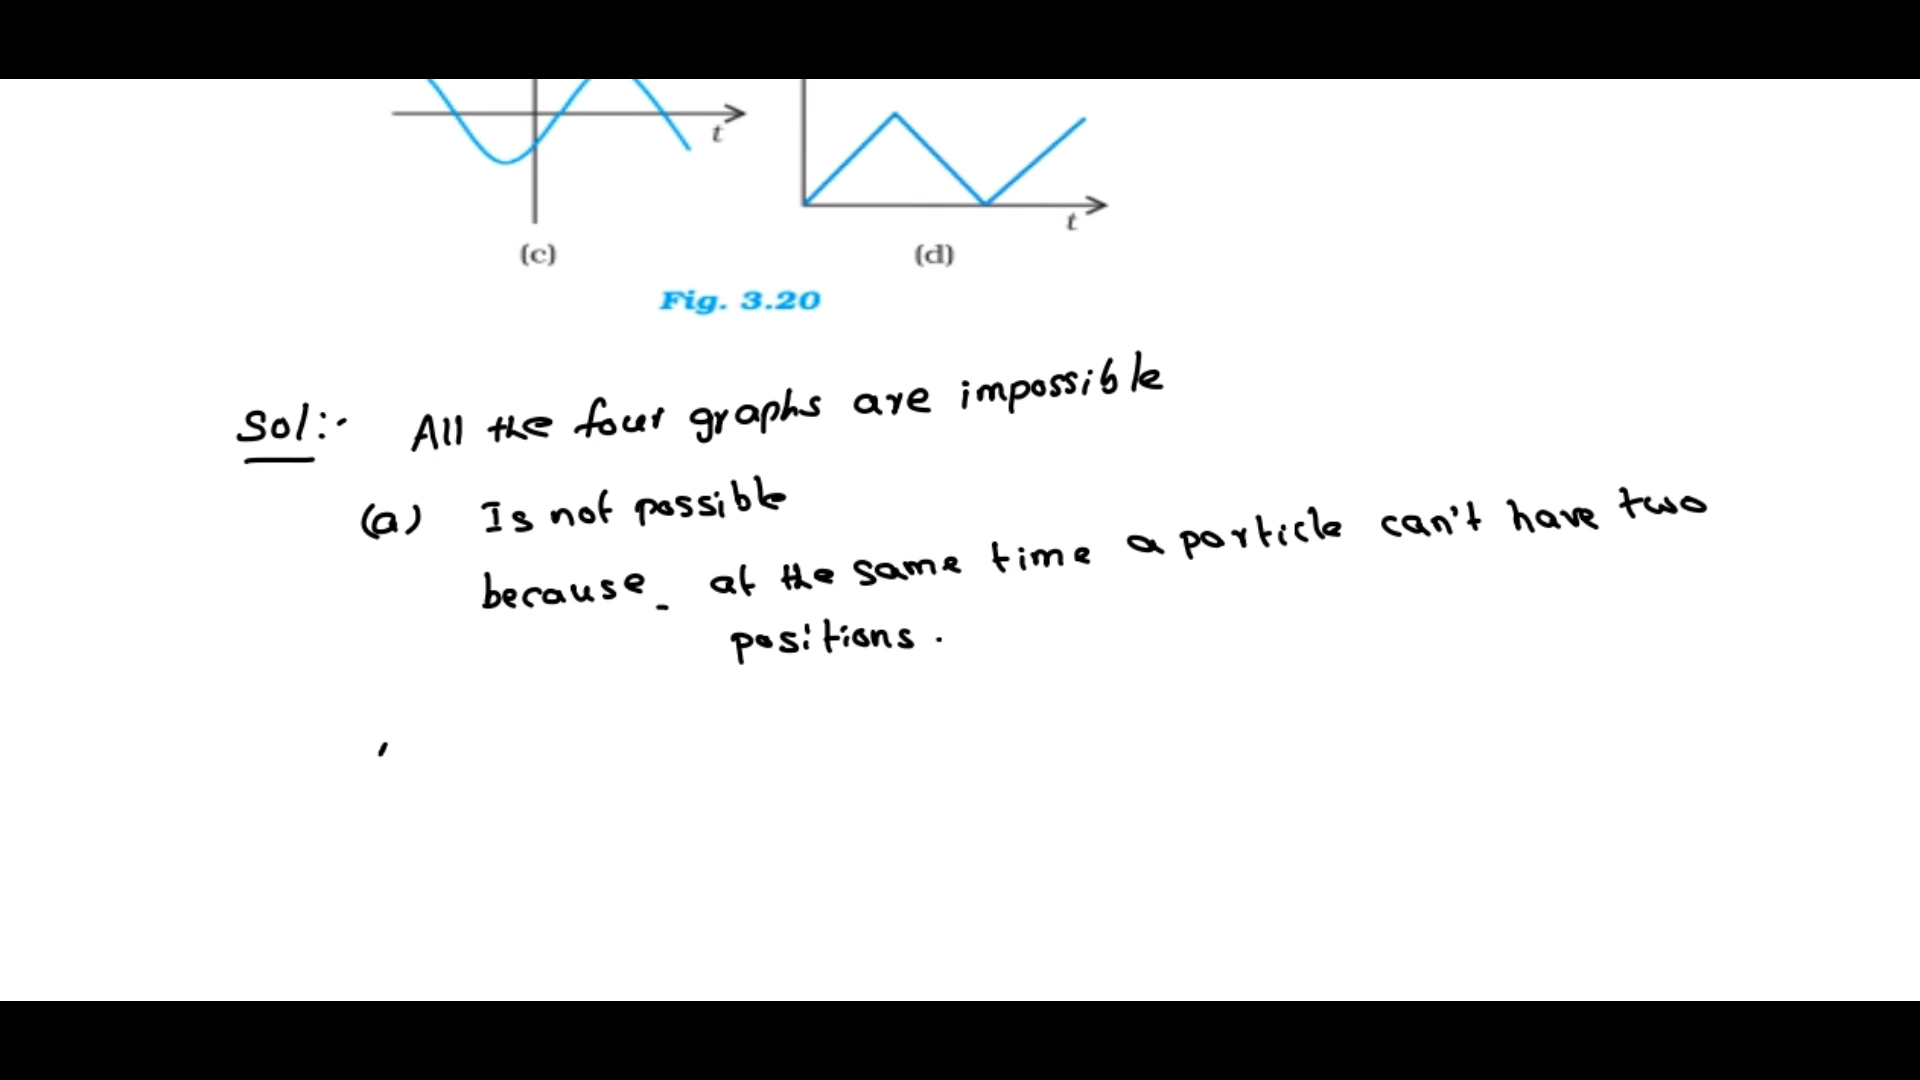 t
t
(c)
(d)
Fig. 3.20
Sol:- All the four graphs are impossible
(a) Is not possible
because at the same time a particle can't have two
positions.